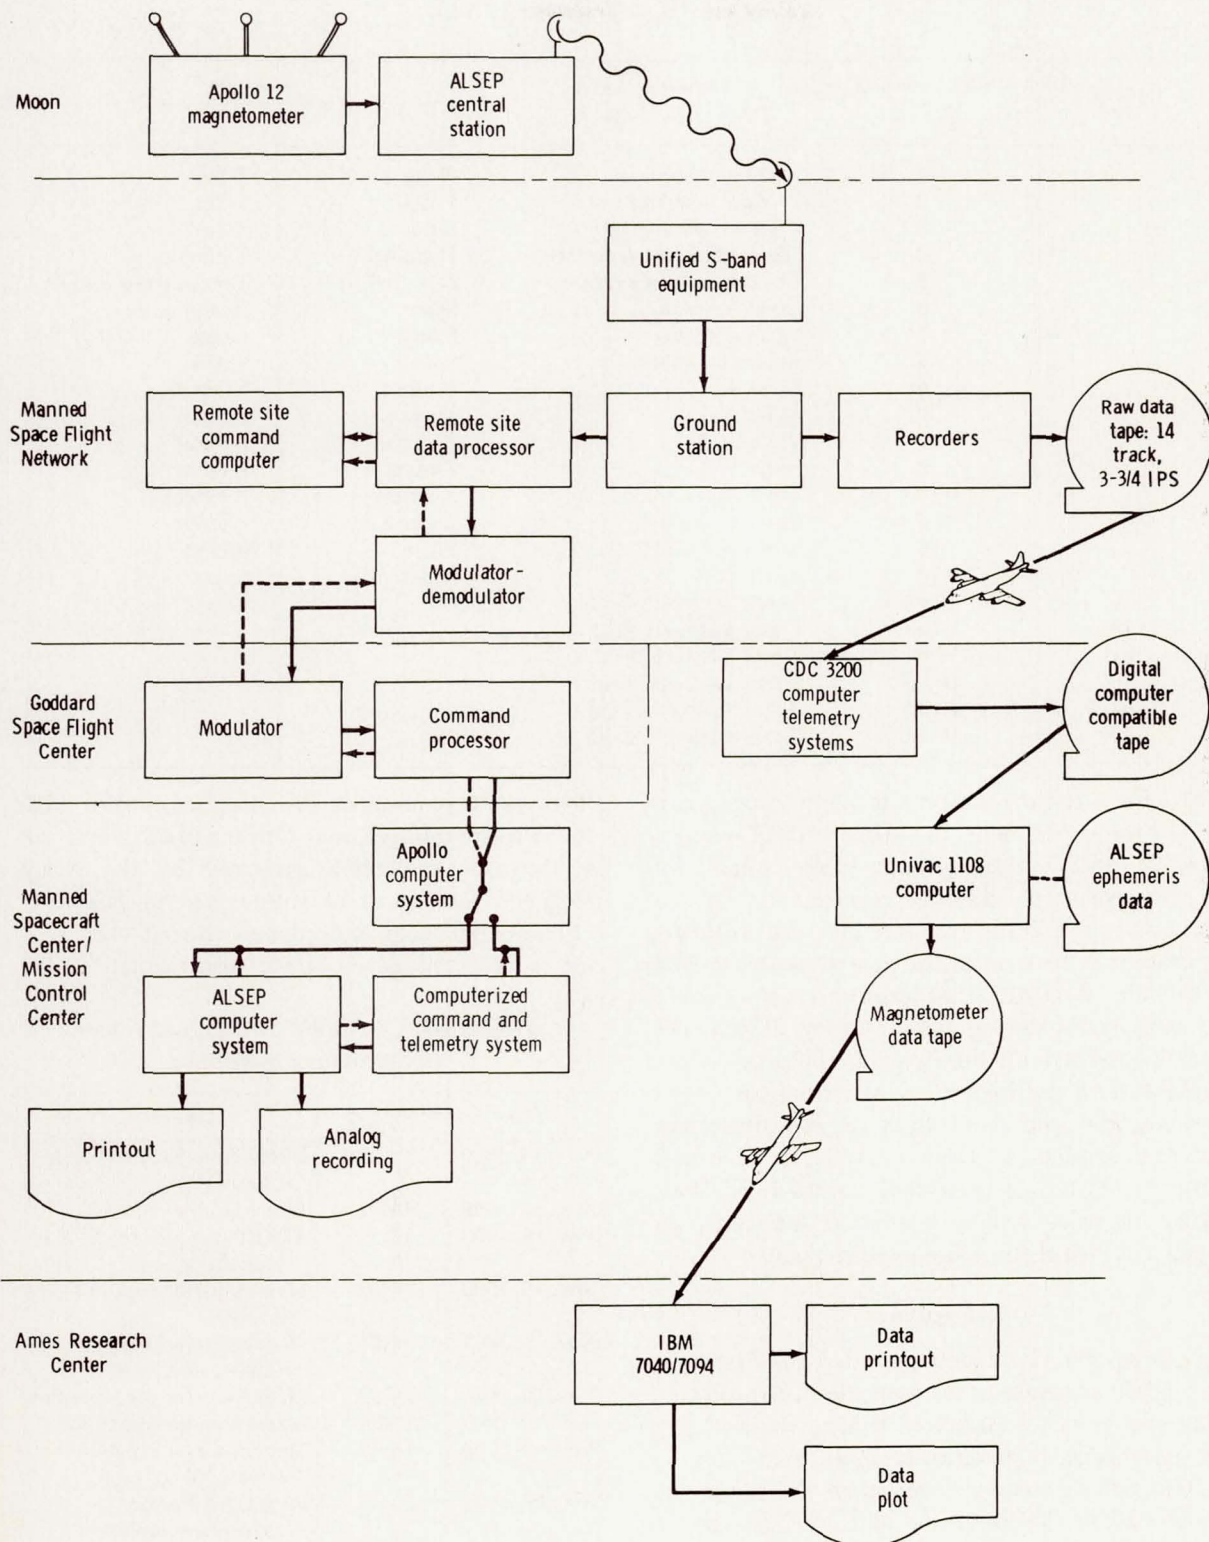 Moon
Apollo 12
magnetometer
ALSEP
central
station
Unified S-band
equipment
Manned
Space Flight
Network
Remote site
command
computer
Remote site
data processor
Ground
station
Recorders
Raw data
tape: 14
track,
3-3/4 IPS
Modulator-
demodulator
Goddard
Space Flight
Center
Modulator
Command
processor
CDC 3200
computer
telemetry
systems
Digital
computer
compatible
tape
Manned
Spacecraft
Center/
Mission
Control
Center
Apollo
computer
system
Univac 1108
computer
ALSEP
ephemeris
data
ALSEP
computer
system
Computerized
command and
telemetry system
Magnetometer
data tape
Printout
Analog
recording
Ames Research
Center
IBM
7040/7094
Data
printout
Data
plot